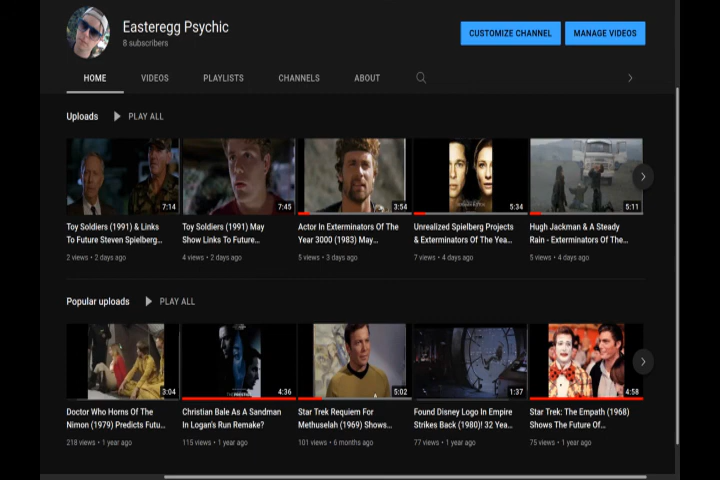 Easteregg Psychic
8 subscribers
CUSTOMIZE CHANNEL
MANAGE VIDEOS
HOME
VIDEOS
PLAYLISTS
CHANNELS
ABOUT
Uploads
PLAY ALL
7:14
7:45
3:54
5:34
5:11
Toy Soldiers (1991) & Links
To Future Steven Spielberg...
2 views • 2 days ago
Toy Soldiers (1991) May
Show Links To Future...
4 views • 2 days ago
Actor In Exterminators Of The
Year 3000 (1983) May...
5 views • 3 days ago
Unrealized Spielberg Projects
& Exterminators Of The Yea...
7 views • 4 days ago
Hugh Jackman & A Steady
Rain - Exterminators Of The...
5 views • 4 days ago
Popular uploads
PLAY ALL
3:04
4:36
5:02
1:37
4:58
Doctor Who Horns Of The
Nimon (1979) Predicts Futu...
218 views • 1 year ago
Christian Bale As A Sandman
In Logan's Run Remake?
115 views • 1 year ago
Star Trek Requiem For
Methuselah (1969) Shows...
101 views • 6 months ago
Found Disney Logo In Empire
Strikes Back (1980)! 32 Yea...
77 views • 1 year ago
Star Trek: The Empath (1968)
Shows The Future Of...
75 views • 1 year ago